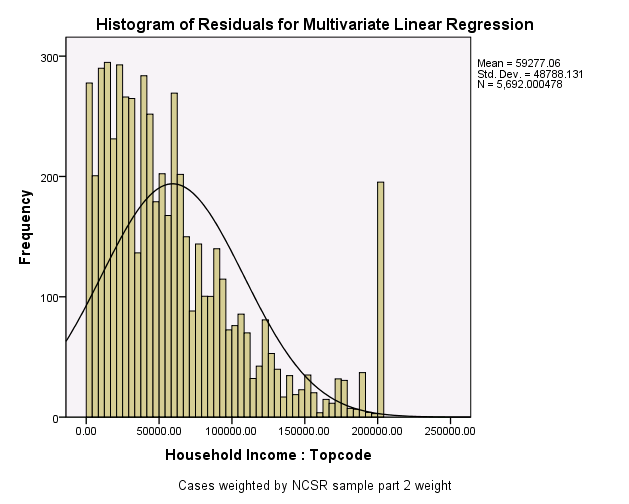 Histogram of Residuals for Multivariate Linear Regression
Mean = 59277.06
Std. Dev. = 48788.131
N = 5,692.000478
300
200
100
0
Frequency
0.00 50000.00 100000.00 150000.00 200000.00 250000.00
Household Income : Topcode
Cases weighted by NCSR sample part 2 weight